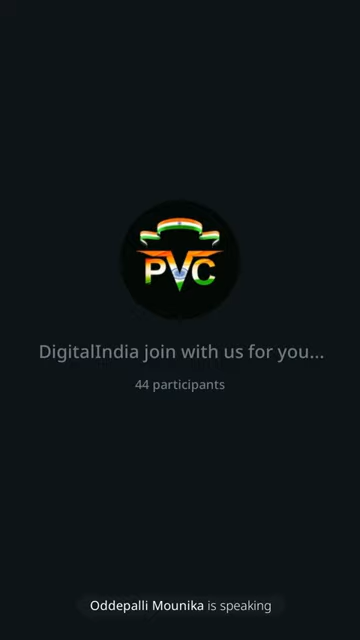 PVC
DigitalIndia join with us for you...
44 participants
Oddepalli Mounika is speaking